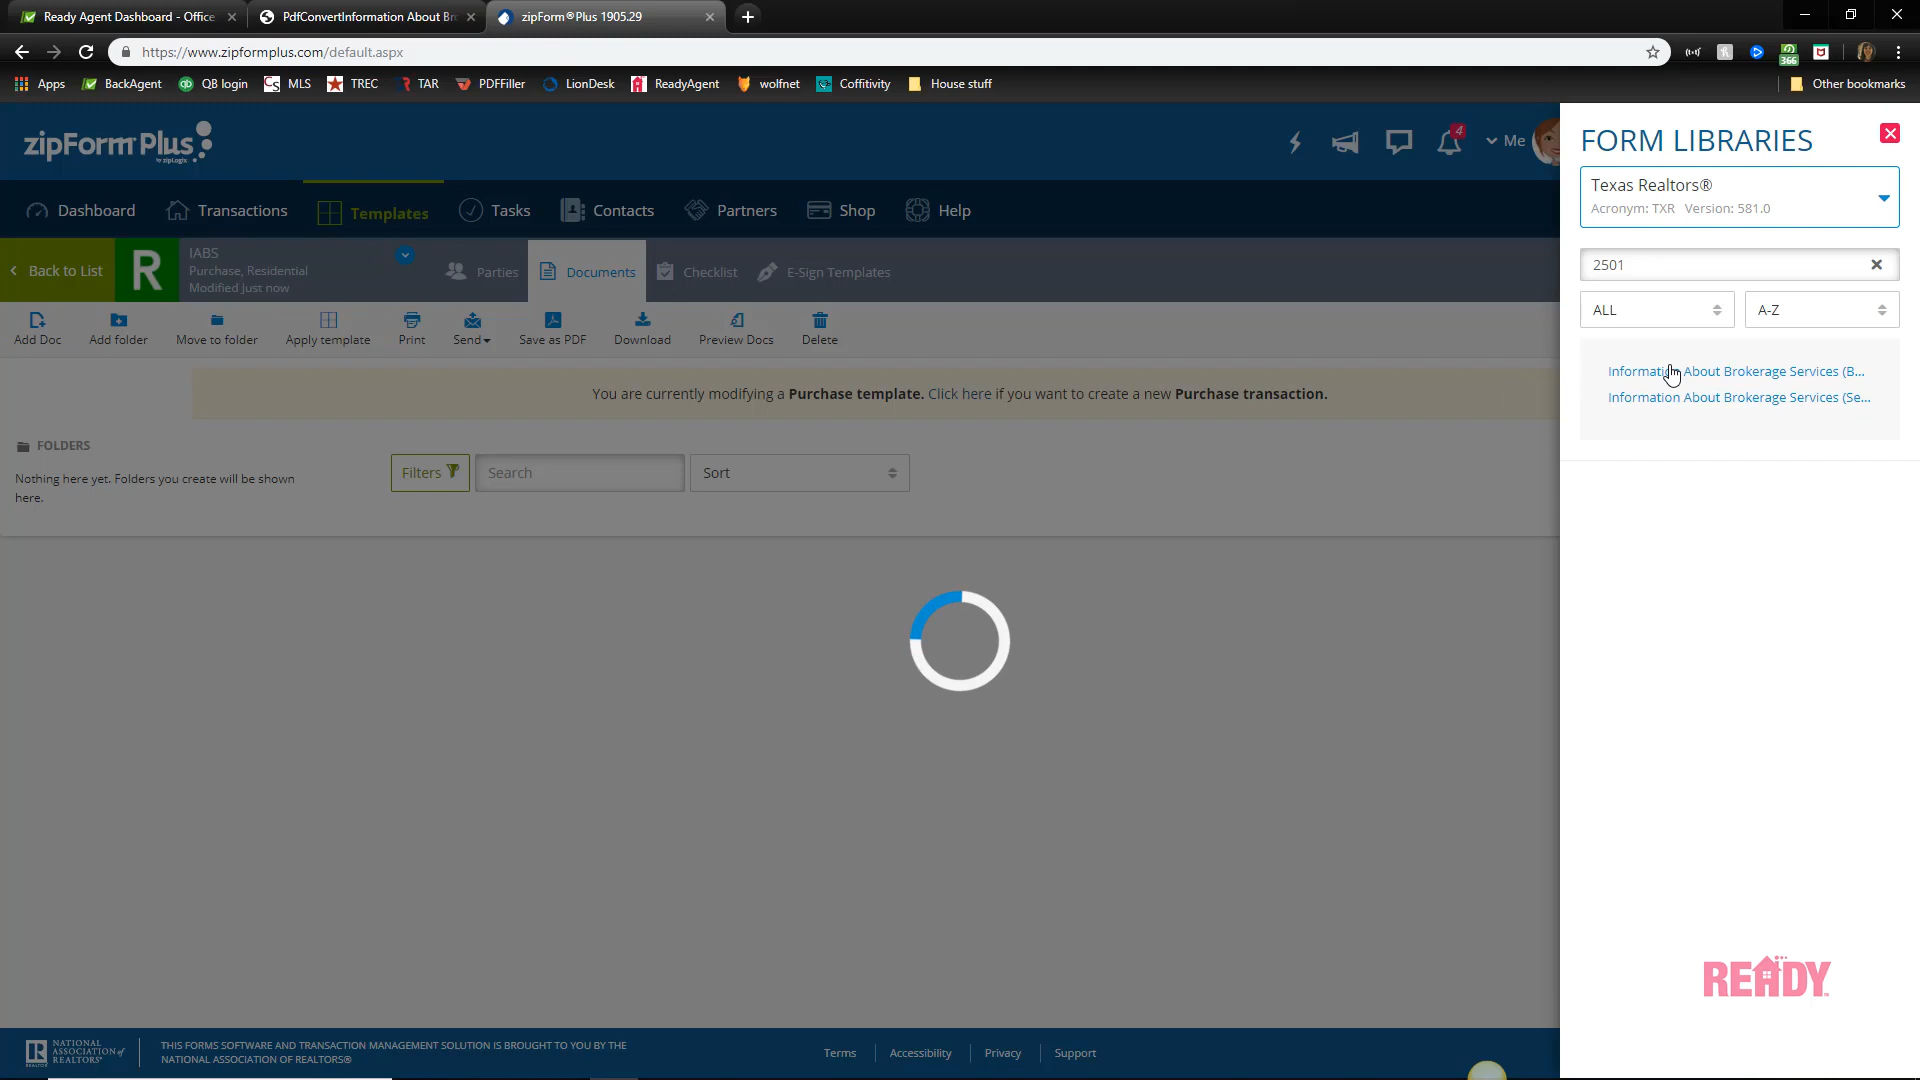 Ready Agent Dashboard - Office
PdfConvertInformation About Br
zipForm®Plus 1905.29
https://www.zipformplus.com/default.aspx
366
Apps
BackAgent
QB login
MLS
TREC
TAR
PDFFiller
LionDesk
ReadyAgent
wolfnet
Coffitivity
House stuff
Other bookmarks
zipForm® Plus
by zipLogix
4
Me
Dashboard
Transactions
Templates
Tasks
Contacts
Partners
Shop
Help
Back to List
R
IABS
Purchase, Residential
Modified Just now
Parties
Documents
Checklist
E-Sign Templates
Add Doc
Add folder
Move to folder
Apply template
Print
Send
Save as PDF
Download
Preview Docs
Delete
You are currently modifying a Purchase template. Click here if you want to create a new Purchase transaction.
FOLDERS
Nothing here yet. Folders you create will be shown
here.
Filters
Search
Sort
FORM LIBRARIES
Texas Realtors®
Acronym: TXR Version: 581.0
2501
ALL
A-Z
Information About Brokerage Services (B...
Information About Brokerage Services (Se...
READY
NATIONAL
ASSOCIATION of
REALTORS®
THIS FORMS SOFTWARE AND TRANSACTION MANAGEMENT SOLUTION IS BROUGHT TO YOU BY THE
NATIONAL ASSOCIATION OF REALTORS®
Terms
Accessibility
Privacy
Support